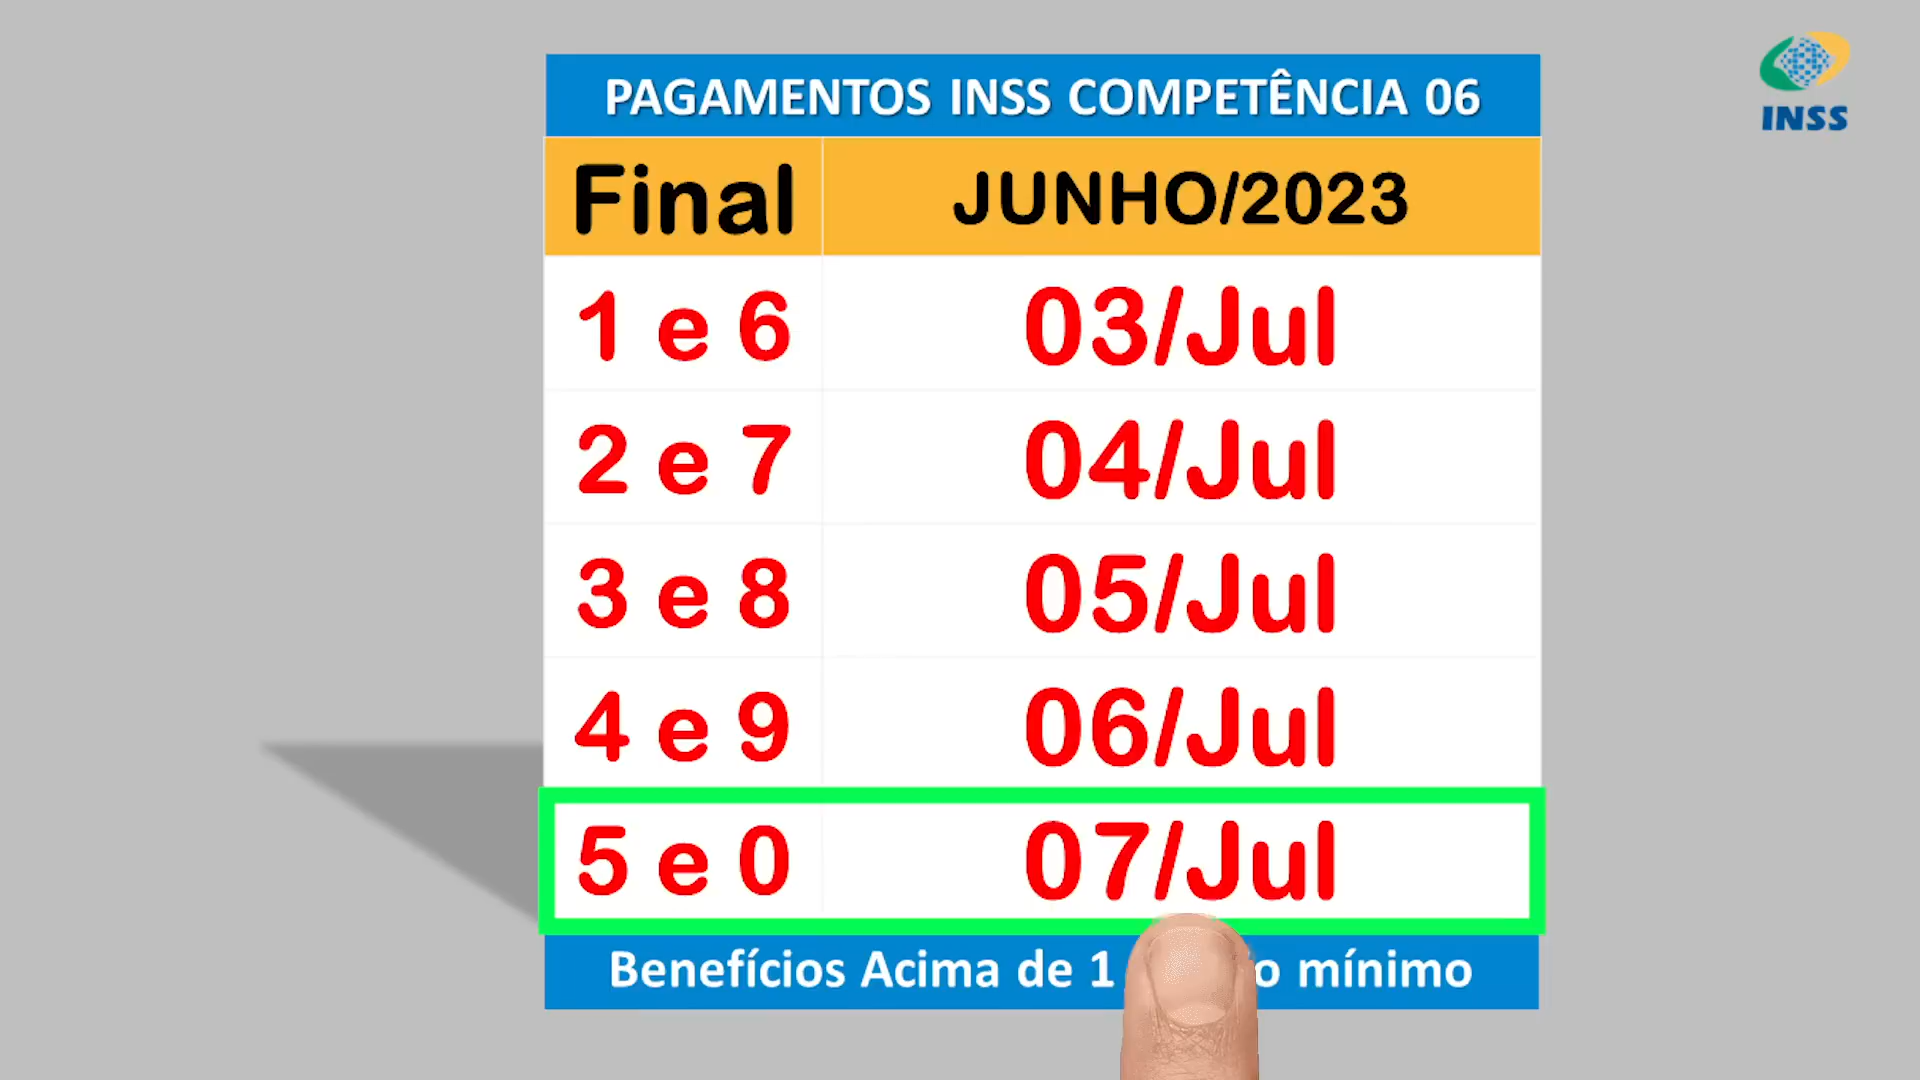 PAGAMENTOS INSS COMPETÊNCIA 06
INSS
Final JUNHO/2023
1 e 6 03/Jul
2 e 7 04/Jul
3 e 8 05/Jul
4 e 9 06/Jul
5 e 0 07/Jul
Benefícios Acima de 1 mínimo